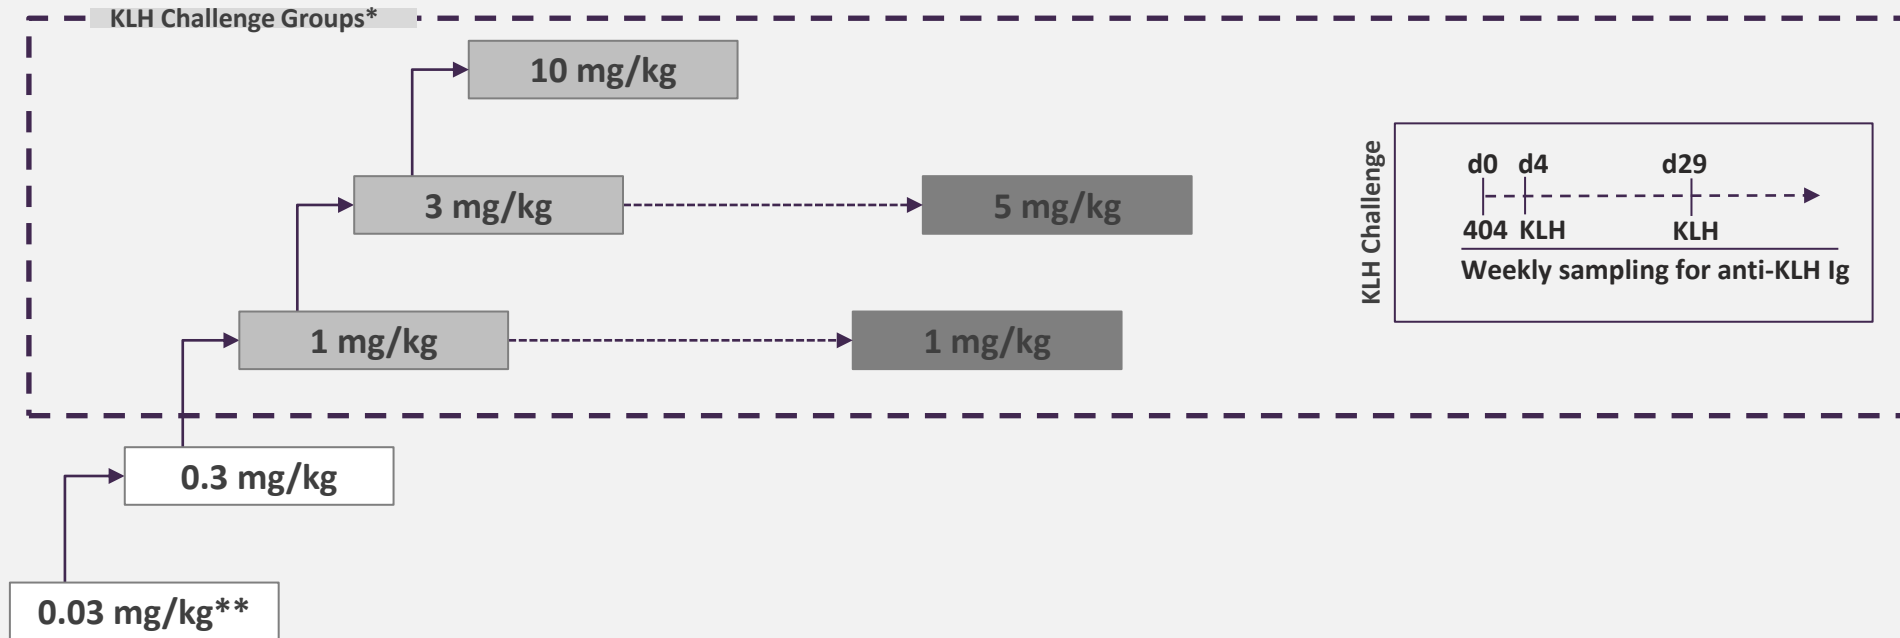 KLH Challenge Groups*
10 mg/kg
3 mg/kg
5 mg/kg
1 mg/kg
1 mg/kg
0.3 mg/kg
0.03 mg/kg**
KLH Challenge
d0 d4 d29
404 KLH KLH
Weekly sampling for anti-KLH Ig